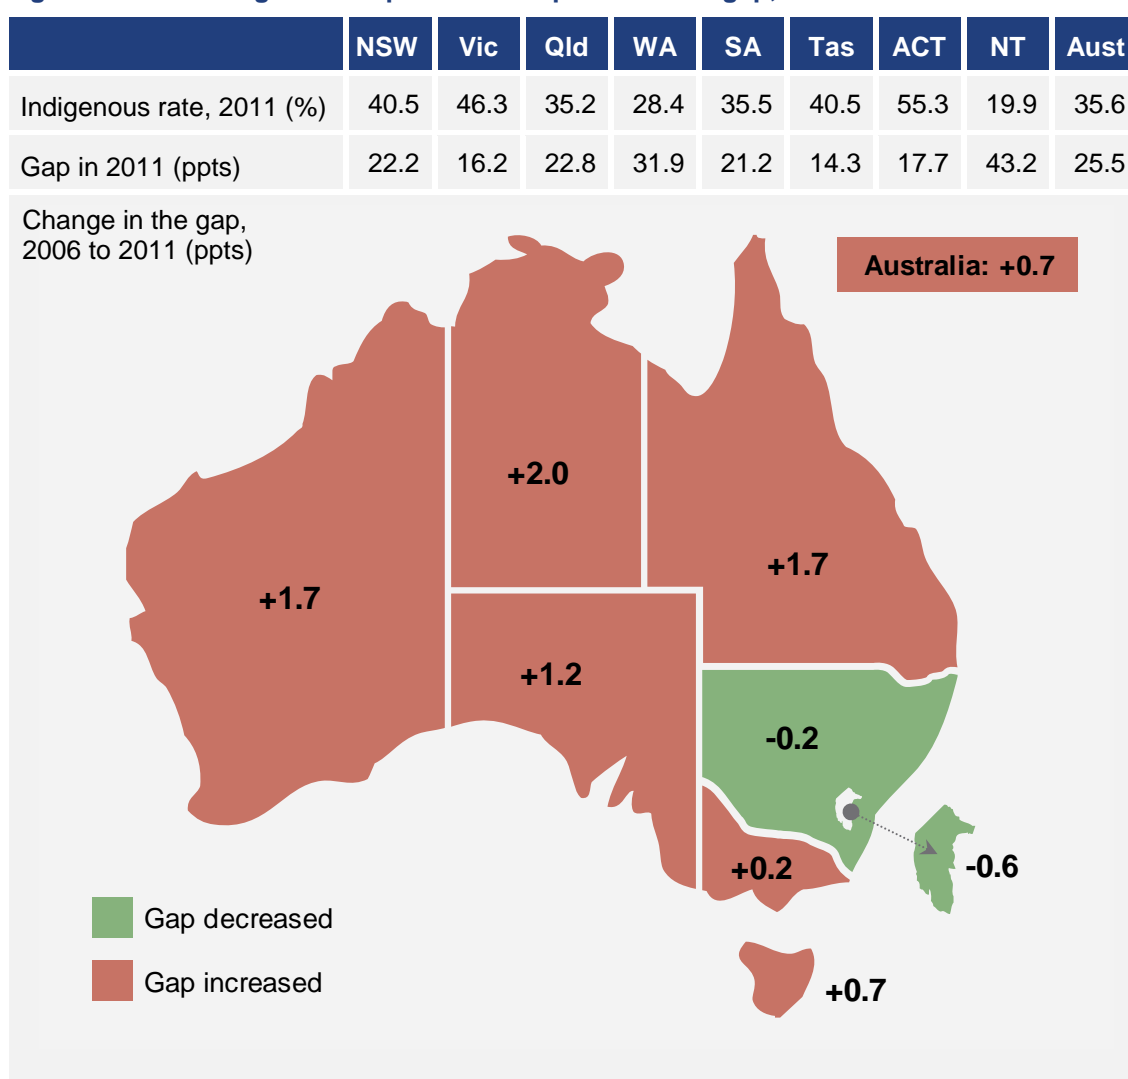 NSW Vic Qld WA SA Tas ACT NT Aust
Indigenous rate, 2011 (%) 40.5 46.3 35.2 28.4 35.5 40.5 55.3 19.9 35.6
Gap in 2011 (ppts) 22.2 16.2 22.8 31.9 21.2 14.3 17.7 43.2 25.5
Change in the gap,
2006 to 2011 (ppts)
Australia: +0.7
+2.0
+1.7
+1.7
+1.2
-0.2
+0.2
-0.6
Gap decreased
Gap increased
+0.7